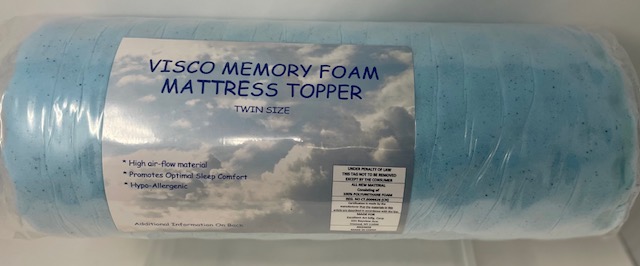 VISCO MEMORY FOAM
MATTRESS TOPPER
TWIN SIZE
* High air-flow material
* Promotes Optimal Sleep Comfort
* Hypo-Allergenic
Additional Information On Back
UNDER PENALTY OF LAW
THIS TAG NOT TO BE REMOVED
EXCEPT BY THE CONSUMER
ALL NEW MATERIAL
Consisting of
100% POLYURETHANE FOAM